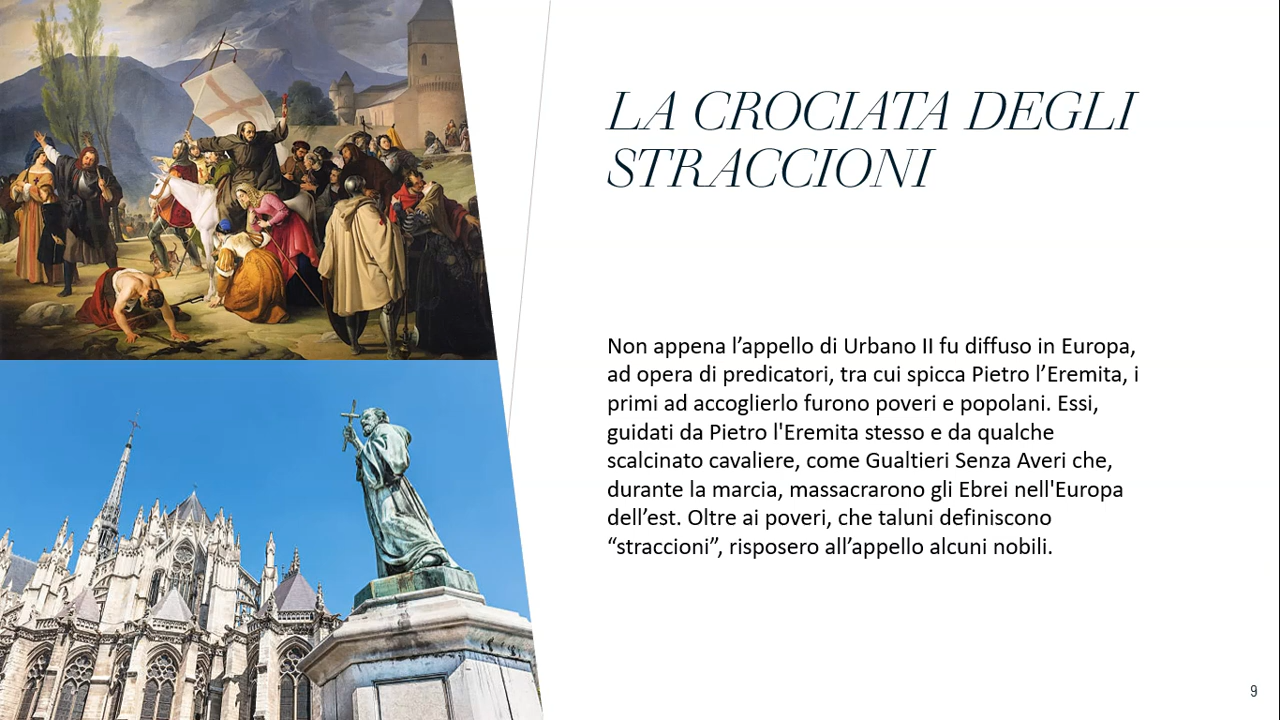 LA CROCIATA DEGLI
STRACCIONI
Non appena l’appello di Urbano II fu diffuso in Europa,
ad opera di predicatori, tra cui spicca Pietro l’Eremita, i
primi ad accoglierlo furono poveri e popolani. Essi,
guidati da Pietro l'Eremita stesso e da qualche
scalcinato cavaliere, come Gualtieri Senza Averi che,
durante la marcia, massacrarono gli Ebrei nell'Europa
dell’est. Oltre ai poveri, che taluni definiscono
“straccioni”, risposero all’appello alcuni nobili.
9